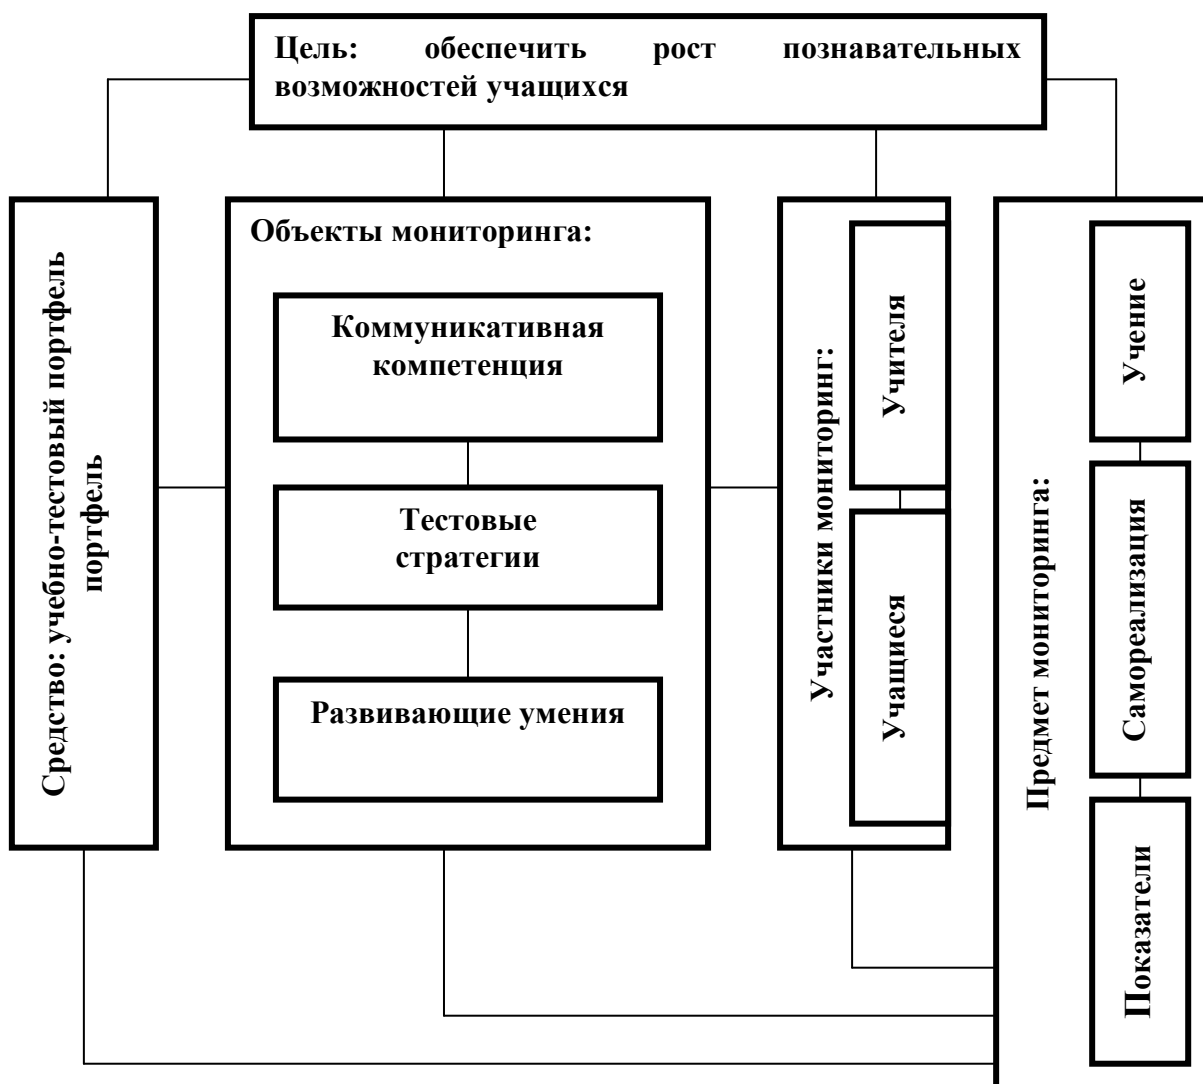 Цель: обеспечить рост познавательных
возможностей учащихся
Средство: учебно-тестовый портфель
портфель
Объекты мониторинга:
Коммуникативная
компетенция
Тестовые
стратегии
Развивающие умения
Участники мониторинг:
Учителя
Учащиеся
Предмет мониторинга:
Учение
Самореализация
Показатели